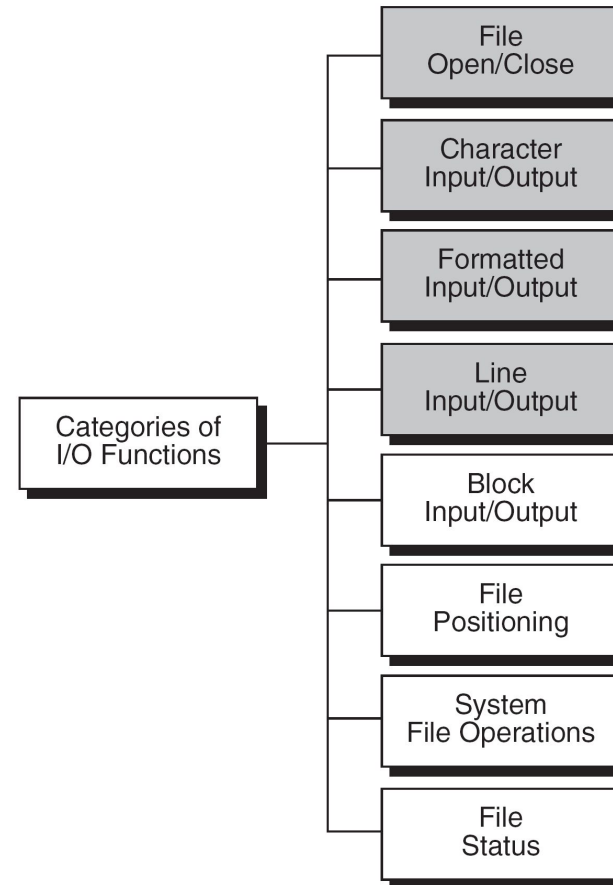 File
Open/Close
Character
Input/Output
Formatted
Input/Output
Line
Input/Output
Categories of
I/O Functions
Block
Input/Output
File
Positioning
System
File Operations
File
Status